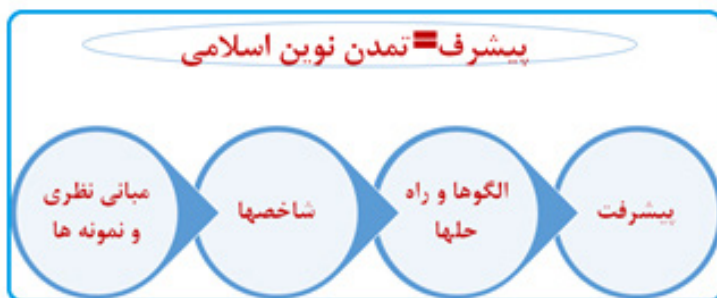 پیشرف=تمدن نوین اسلامی
مبانی نظری
و نمونه ها
شاخصها
الگوها و راه
حلها
پیشرفت